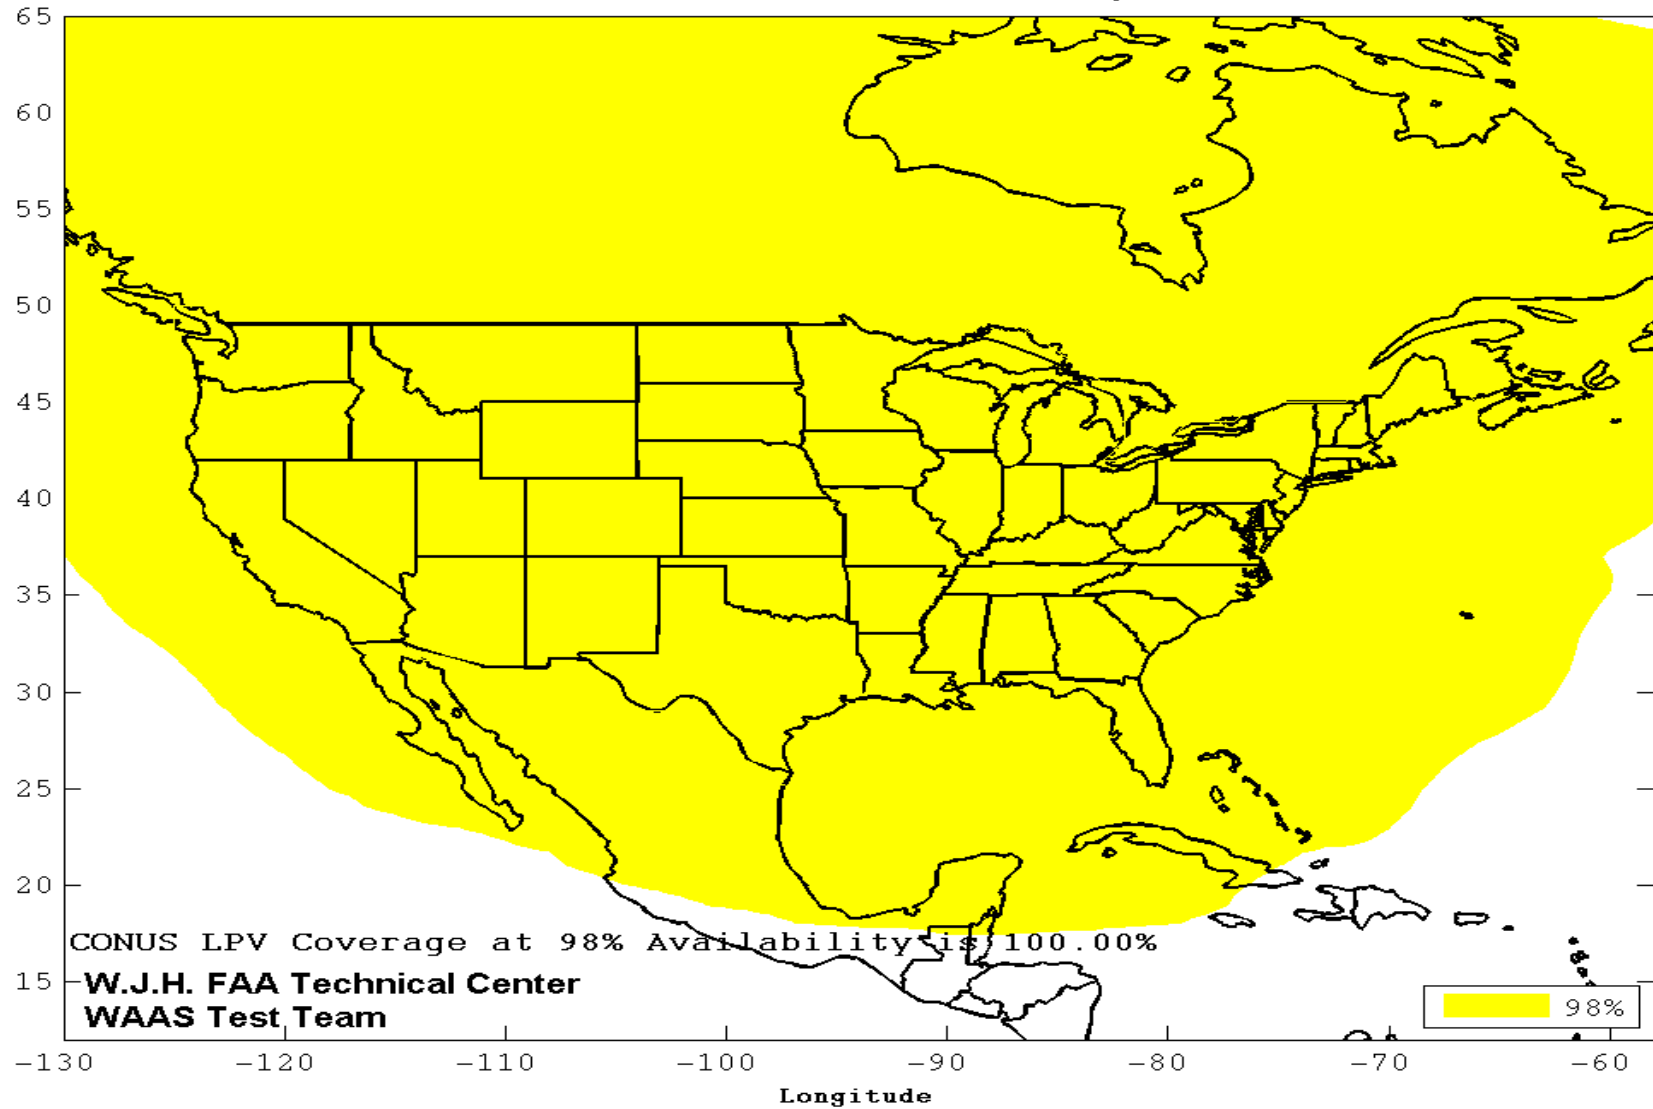 65
60
55
50
45
40
35
30
25
20
15
CONUS LPV Coverage at 98% Availability is 100.00%
W.J.H. FAA Technical Center
WAAS Test Team
98%
-130 -120 -110 -100 -90 -80 -70 -60
Longitude